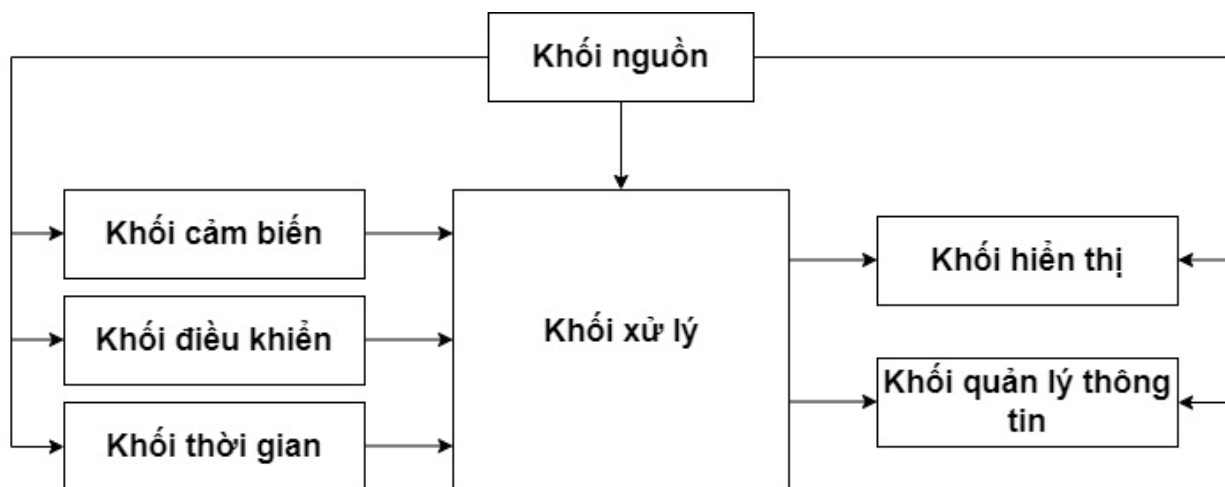 Khối nguồn
Khối cảm biến
Khối điều khiển
Khối thời gian
Khối xử lý
Khối hiển thị
Khối quản lý thông
tin